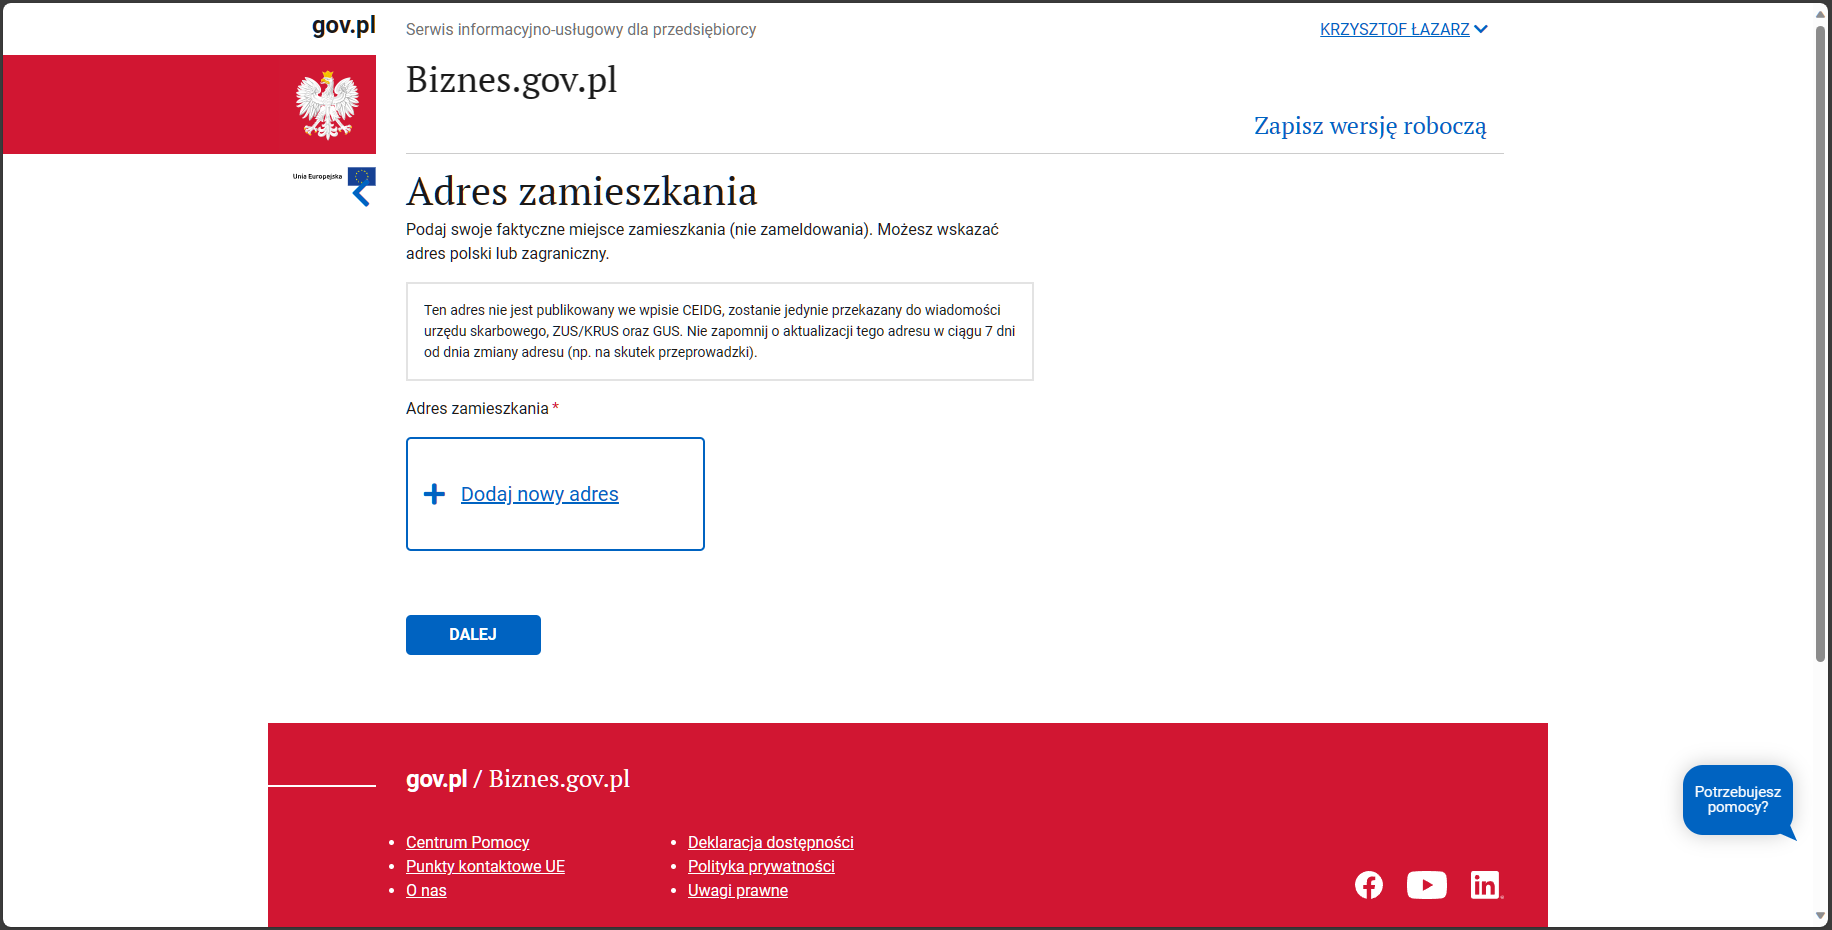 gov.pl
Serwis informacyjno-usługowy dla przedsiębiorcy
KRZYSZTOF ŁAZARZ
Biznes.gov.pl
Zapisz wersję roboczą
Unia Europejska
Adres zamieszkania
Podaj swoje faktyczne miejsce zamieszkania (nie zameldowania). Możesz wskazać
adres polski lub zagraniczny.
Ten adres nie jest publikowany we wpisie CEIDG, zostanie jedynie przekazany do wiadomości
urzędu skarbowego, ZUS/KRUS oraz GUS. Nie zapomnij o aktualizacji tego adresu w ciągu 7 dni
od dnia zmiany adresu (np. na skutek przeprowadzki).
Adres zamieszkania *
Dodaj nowy adres
DALEJ
gov.pl / Biznes.gov.pl
Centrum Pomocy
Punkty kontaktowe UE
O nas
Deklaracja dostępności
Polityka prywatności
Uwagi prawne
in
Potrzebujesz
pomocy?